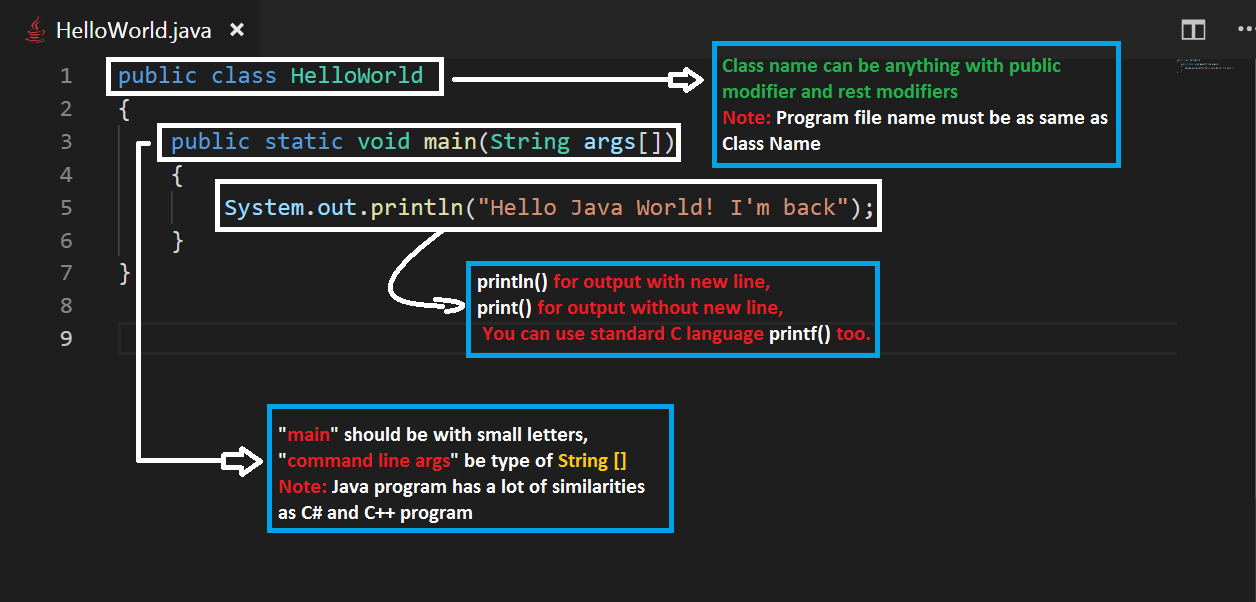 HelloWorld.java ×
1 public class HelloWorld
2 {
3 public static void main(String args[])
4 {
5 System.out.println("Hello Java World! I'm back");
6 }
7 }
8
9
Class name can be anything with public
modifier and rest modifiers
Note: Program file name must be as same as
Class Name
println() for output with new line,
print() for output without new line,
You can use standard C language printf() too.
"main" should be with small letters,
"command line args" be type of String []
Note: Java program has a lot of similarities
as C# and C++ program